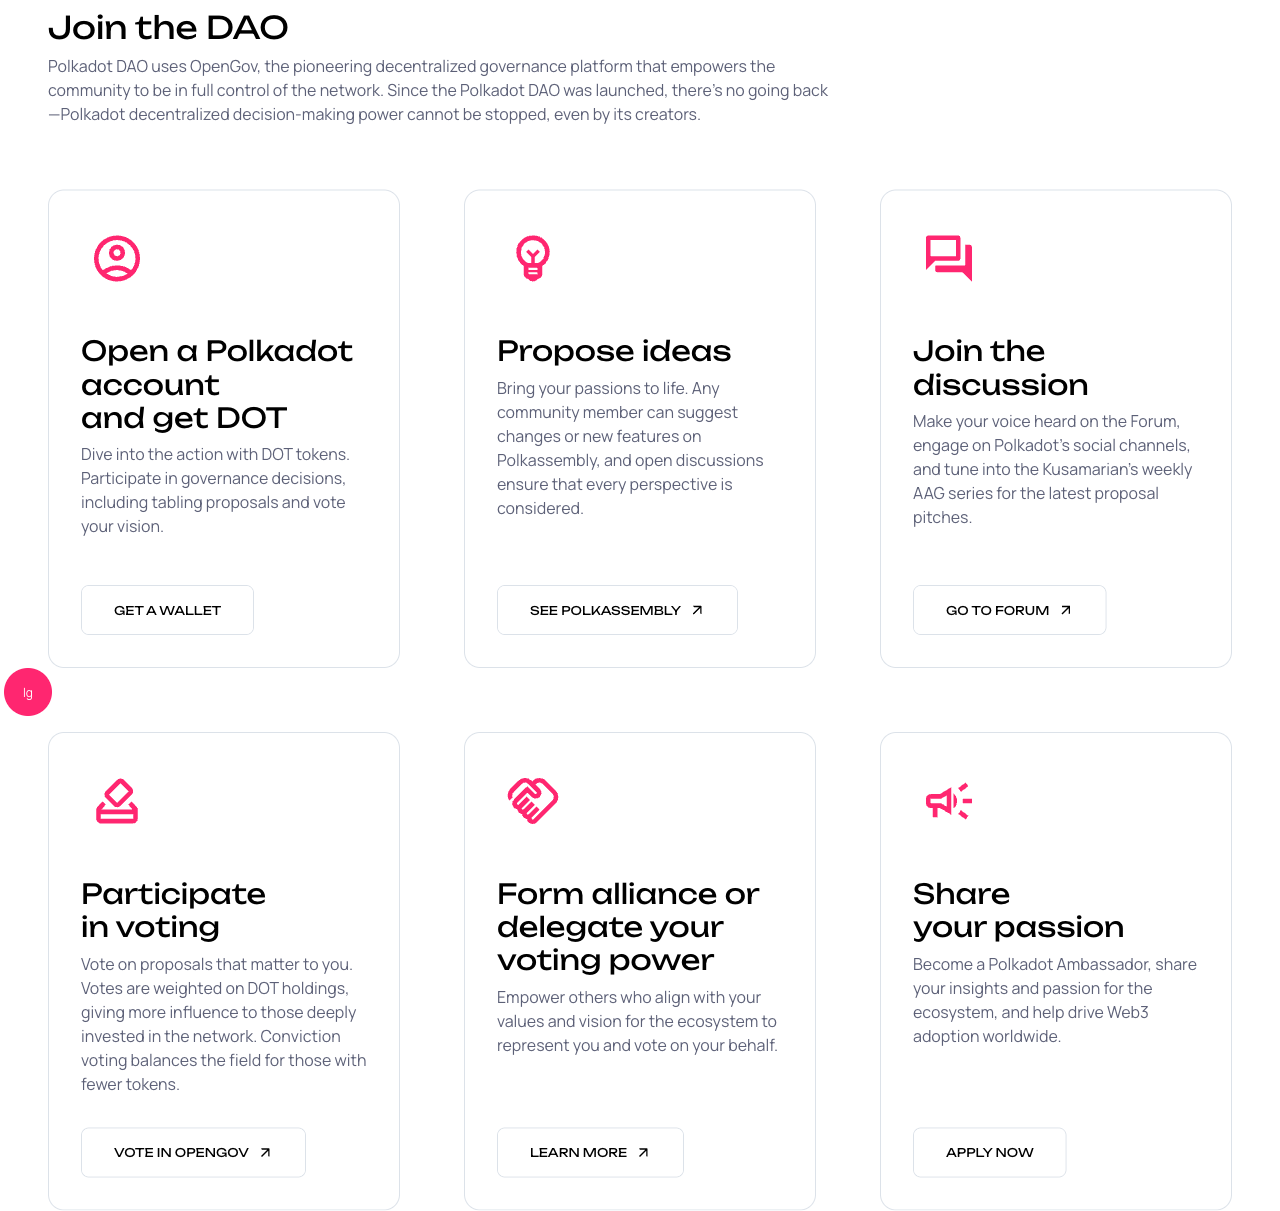 Join the DAO
Polkadot DAO uses OpenGov, the pioneering decentralized governance platform that empowers the
community to be in full control of the network. Since the Polkadot DAO was launched, there’s no going back
—Polkadot decentralized decision-making power cannot be stopped, even by its creators.
Open a Polkadot
account
and get DOT
Dive into the action with DOT tokens.
Participate in governance decisions,
including tabling proposals and vote
your vision.
GET A WALLET
Propose ideas
Bring your passions to life. Any
community member can suggest
changes or new features on
Polkassembly, and open discussions
ensure that every perspective is
considered.
SEE POLKASSEMBLY
Join the
discussion
Make your voice heard on the Forum,
engage on Polkadot’s social channels,
and tune into the Kusamarian’s weekly
AAG series for the latest proposal
pitches.
GO TO FORUM
lg
Participate
in voting
Vote on proposals that matter to you.
Votes are weighted on DOT holdings,
giving more influence to those deeply
invested in the network. Conviction
voting balances the field for those with
fewer tokens.
VOTE IN OPENGOV
Form alliance or
delegate your
voting power
Empower others who align with your
values and vision for the ecosystem to
represent you and vote on your behalf.
LEARN MORE
Share
your passion
Become a Polkadot Ambassador, share
your insights and passion for the
ecosystem, and help drive Web3
adoption worldwide.
APPLY NOW